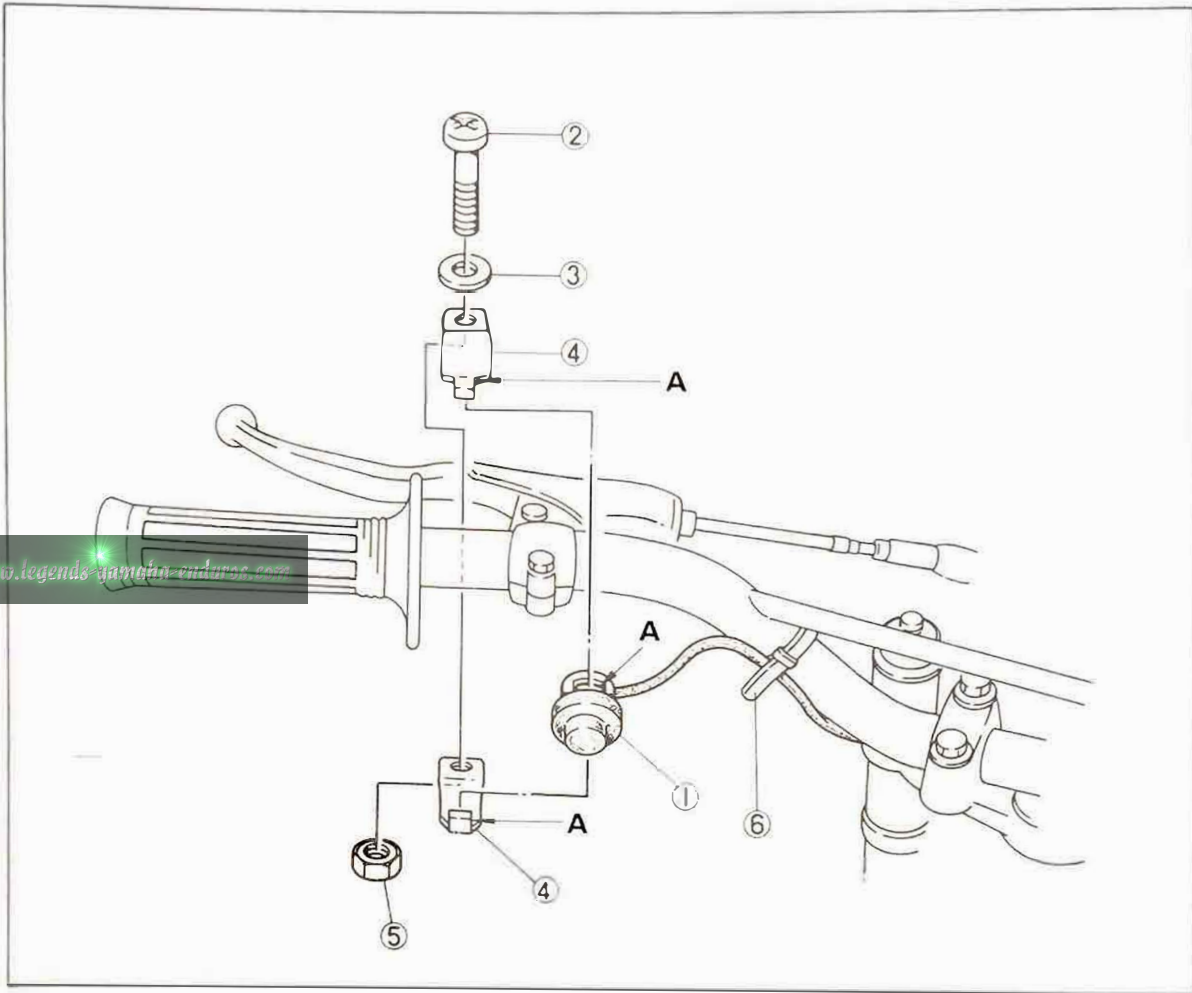 ②
③
④
A
A
①
⑥
A
④
⑤
w.legends-yamaha-enduros.com